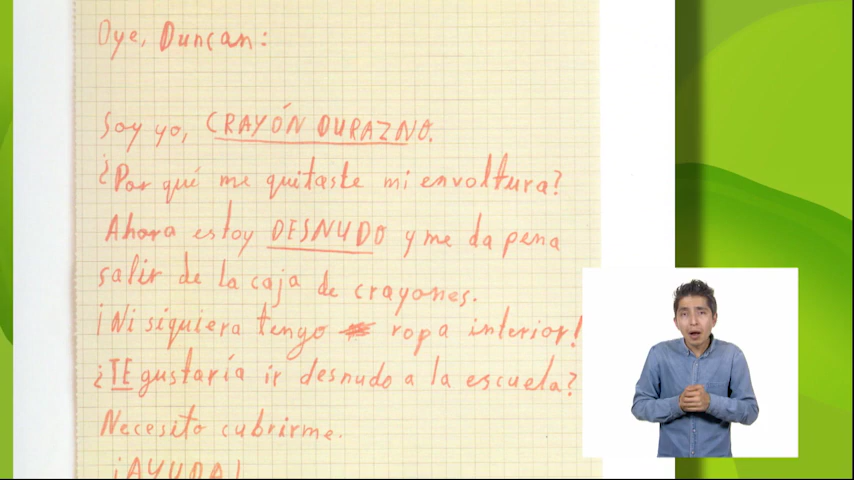 Oye, Duncan:
Soy yo, CRAYÓN DURAZNO.
¿Por qué me quitaste mi envoltura?
Ahora estoy DESNUDO y me da pena
salir de la caja de crayones.
¡Ni siquiera tengo ropa interior!
¿TE gustaría ir desnudo a la escuela?
Necesito cubrirme.
¡AYUDA!